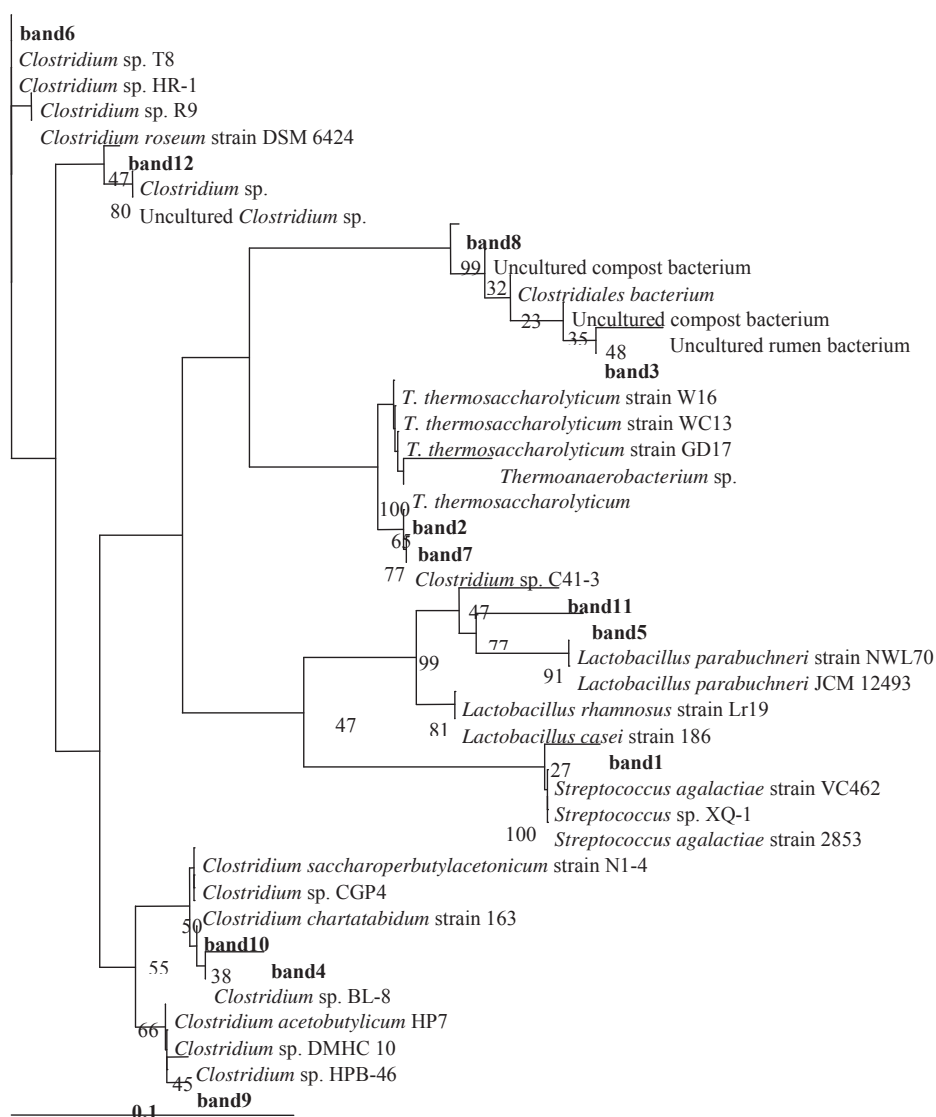 band6
Clostridium sp. T8
Clostridium sp. HR-1
Clostridium sp. R9
Clostridium roseum strain DSM 6424
band12
47
Clostridium sp.
80
Uncultured Clostridium sp.
band8
99
Uncultured compost bacterium
32
Clostridiales bacterium
23
Uncultured compost bacterium
35
48
Uncultured rumen bacterium
band3
T. thermosaccharolyticum strain W16
T. thermosaccharolyticum strain WC13
T. thermosaccharolyticum strain GD17
Thermoanaerobacterium sp.
T. thermosaccharolyticum
100
band2
65
band7
77
Clostridium sp. C41-3
47
band11
band5
77
99
Lactobacillus parabuchneri strain NWL70
91
Lactobacillus parabuchneri JCM 12493
Lactobacillus rhamnosus strain Lr19
47
81
Lactobacillus casei strain 186
band1
27
Streptococcus agalactiae strain VC462
Streptococcus sp. XQ-1
100
Streptococcus agalactiae strain 2853
Clostridium saccharoperbutylacetonicum strain N1-4
Clostridium sp. CGP4
Clostridium chartatabidum strain 163
50
band10
55
38
band4
Clostridium sp. BL-8
Clostridium acetobutylicum HP7
66
Clostridium sp. DMHC 10
Clostridium sp. HPB-46
45
band9
0.1